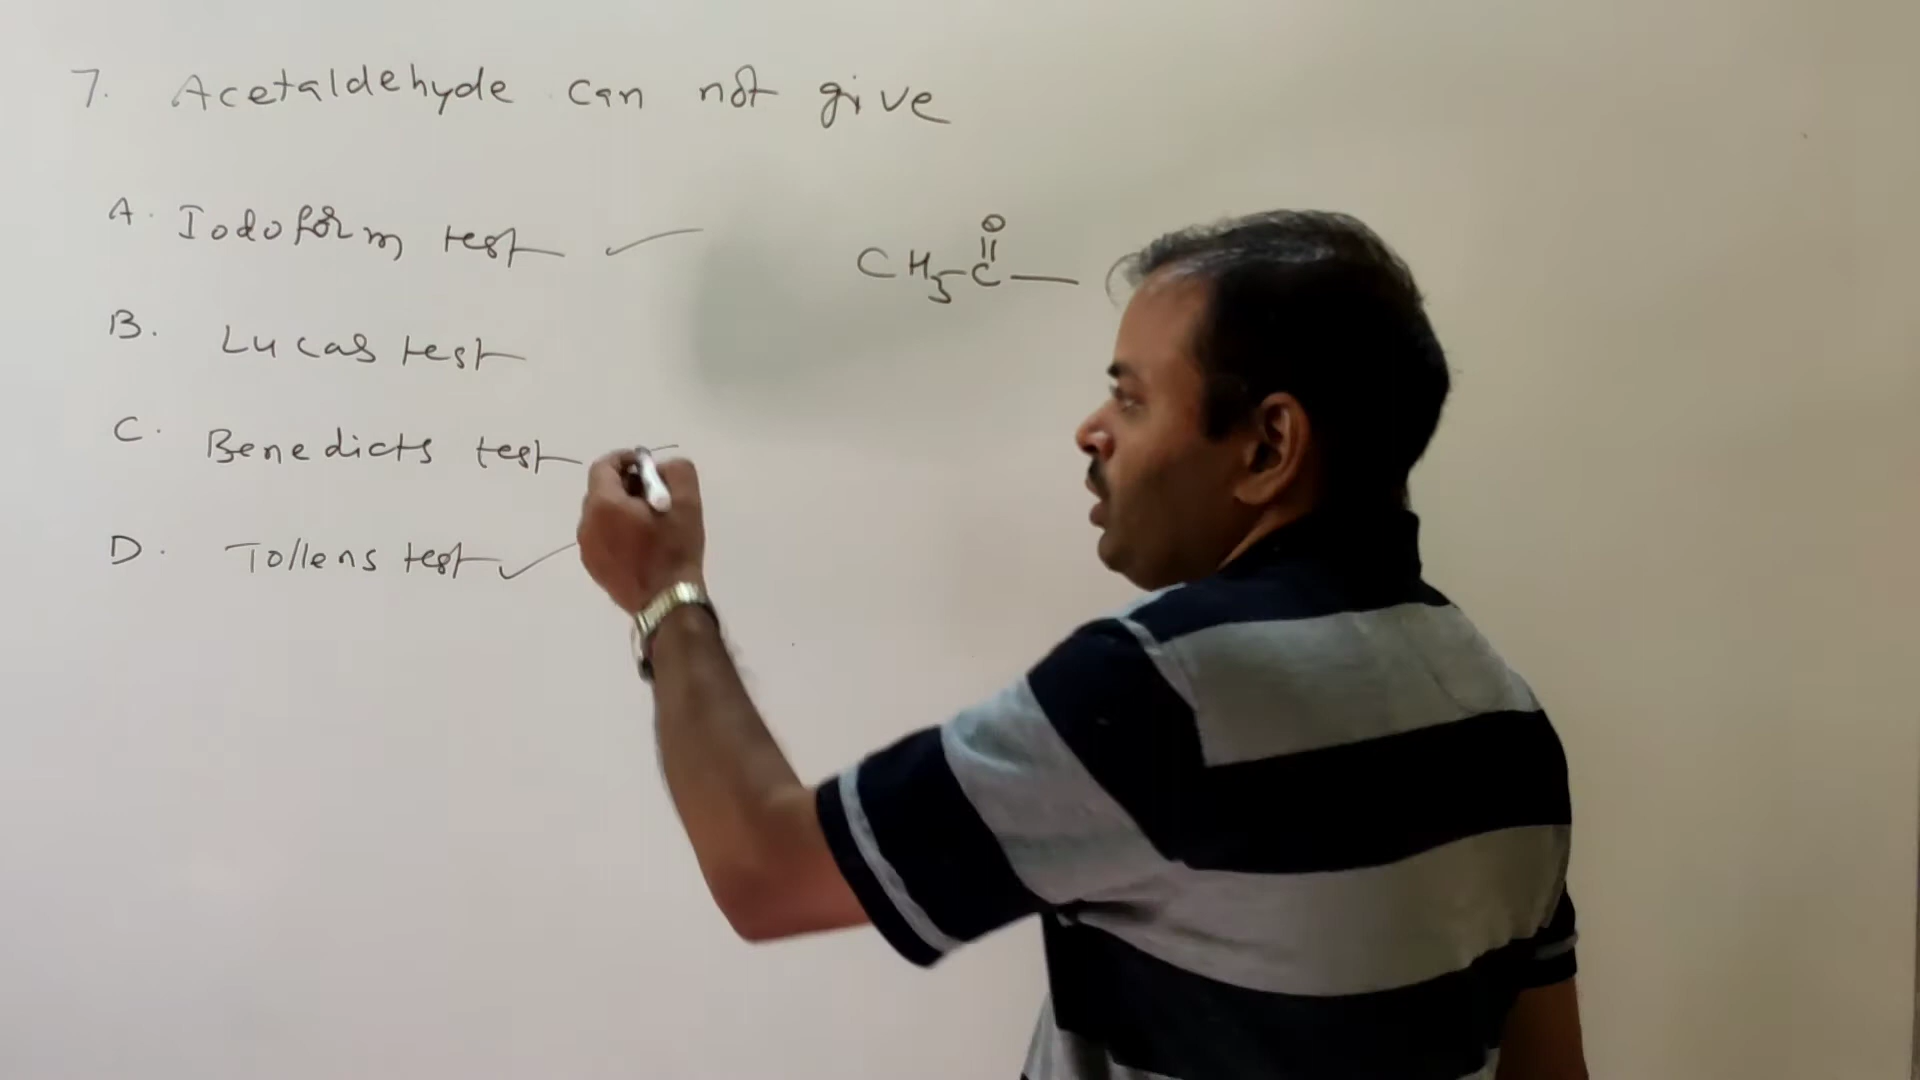 7. Acetaldehyde can not give
A. Iodoform test ✓
O
||
CH3-C—
B. Lucas test
C. Benedicts test
D. Tollens test ✓